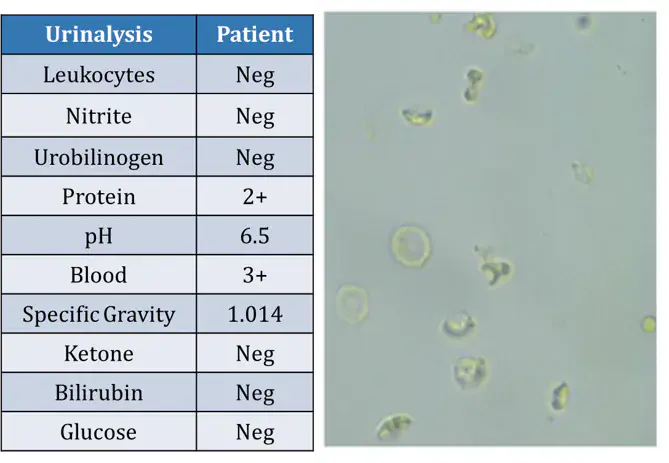 Urinalysis Patient
Leukocytes Neg
Nitrite Neg
Urobilinogen Neg
Protein 2+
pH 6.5
Blood 3+
Specific Gravity 1.014
Ketone Neg
Bilirubin Neg
Glucose Neg